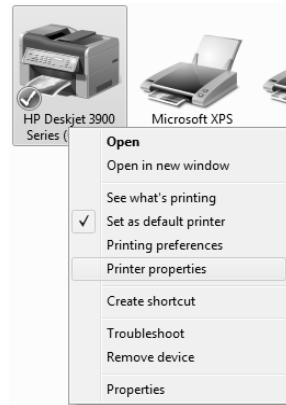 HP Deskjet 3900
Series (
Microsoft XPS
Open
Open in new window
See what's printing
Set as default printer
Printing preferences
Printer properties
Create shortcut
Troubleshoot
Remove device
Properties